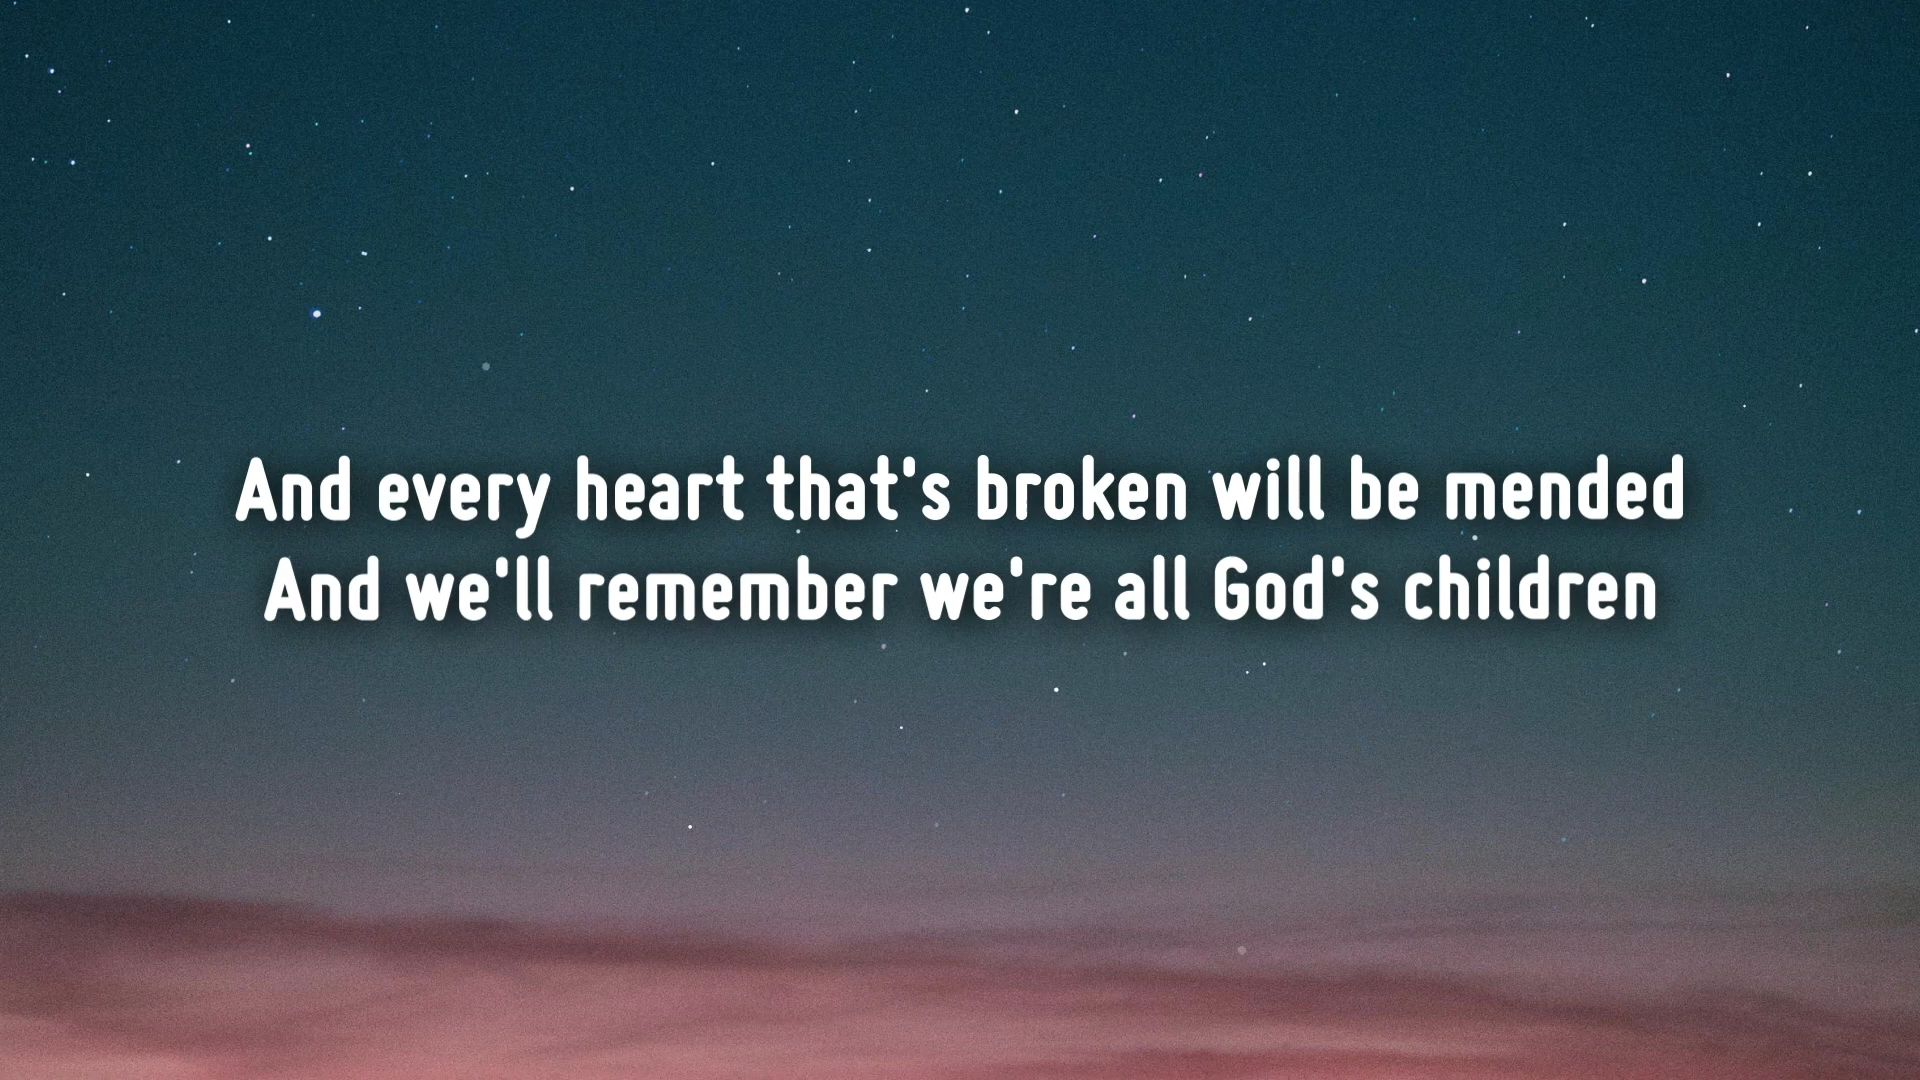 And every heart that's broken will be mended
And we'll remember we're all God's children